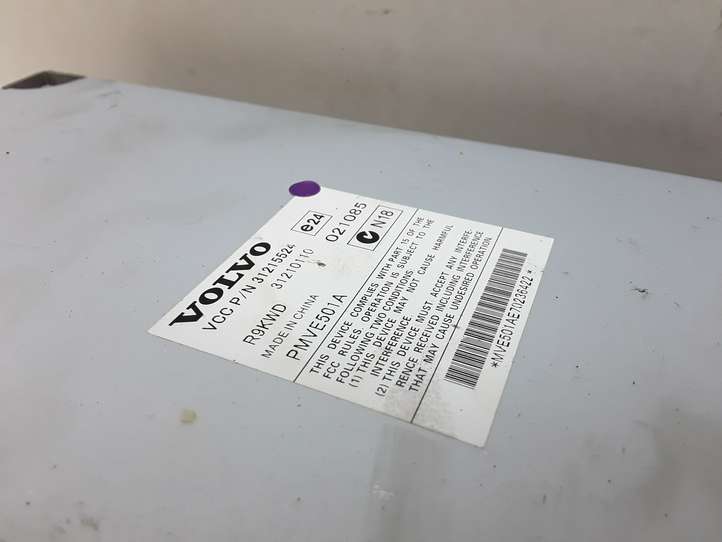 VOLVO
VCC P/N 31215524
31210110
R9KWD
MADE IN CHINA
PMVE501A
e24
021085
N18
THIS DEVICE COMPLIES WITH PART 15 OF THE
FCC RULES. OPERATION IS SUBJECT TO THE
FOLLOWING TWO CONDITIONS
(1) THIS DEVICE MAY NOT CAUSE HARMFUL
INTERFERENCE
(2) THIS DEVICE MUST ACCEPT ANY INTERFE-
RENCE RECEIVED INCLUDING INTERFERENCE
THAT MAY CAUSE UNDESIRED OPERATION.
*MVE501AE10236422*